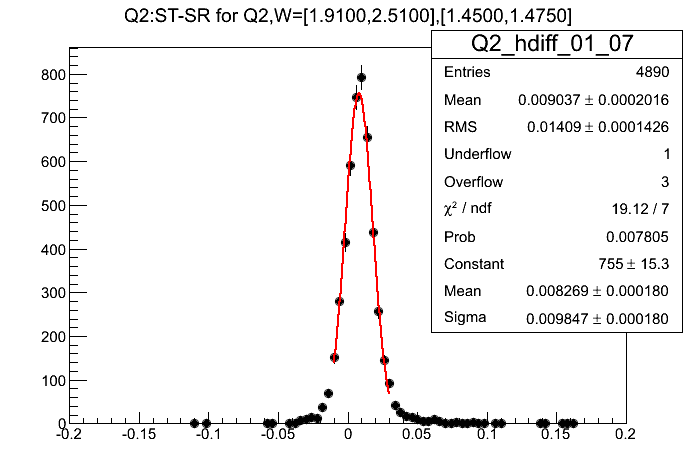 Q2:ST-SR for Q2,W=[1.9100,2.5100],[1.4500,1.4750]
Q2_hdiff_01_07
Entries 4890
Mean 0.009037 ± 0.0002016
RMS 0.01409 ± 0.0001426
Underflow 1
Overflow 3
χ² / ndf 19.12 / 7
Prob 0.007805
Constant 755 ± 15.3
Mean 0.008269 ± 0.000180
Sigma 0.009847 ± 0.000180
800
700
600
500
400
300
200
100
0
-0.2 -0.15 -0.1 -0.05 0 0.05 0.1 0.15 0.2